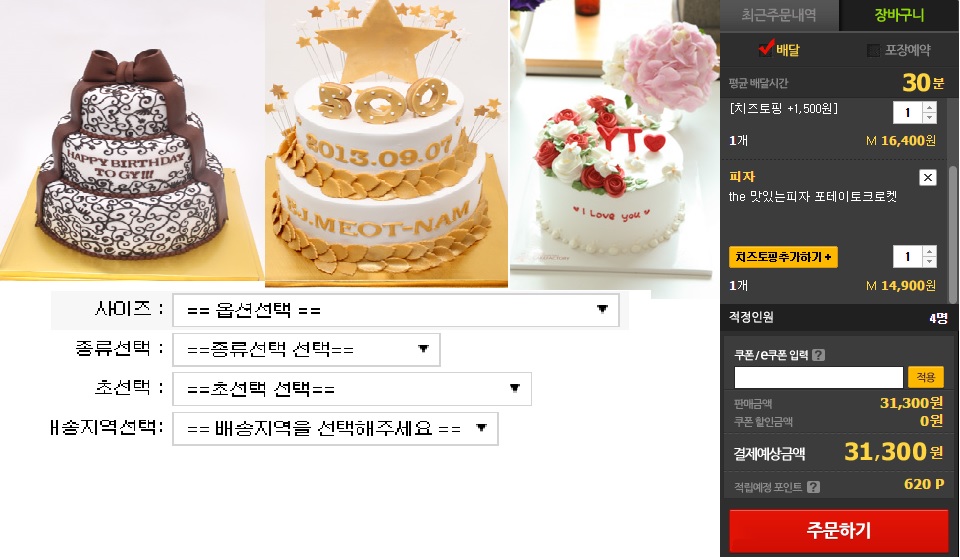 HAPPY BIRTHDAY
TO GY!!!
SOO
2013.09.07
B.J.MEOT-NAM
YT
I Love you
사이즈 : == 옵션선택 ==
종류선택 : ==종류선택 선택==
초선택 : ==초선택 선택==
배송지역선택: == 배송지역을 선택해주세요 ==
최근주문내역 장바구니
배달 포장예약
평균 배달시간 30분
[치즈토핑 +1,500원] 1
1개 M 16,400원
피자
the 맛있는피자 포테이토크로켓
치즈토핑추가하기 + 1
1개 M 14,900원
적정인원 4명
쿠폰/e쿠폰 입력 ?
적용
판매금액 31,300원
쿠폰 할인금액 0원
결제예상금액 31,300원
적립예정 포인트 ? 620 P
주문하기